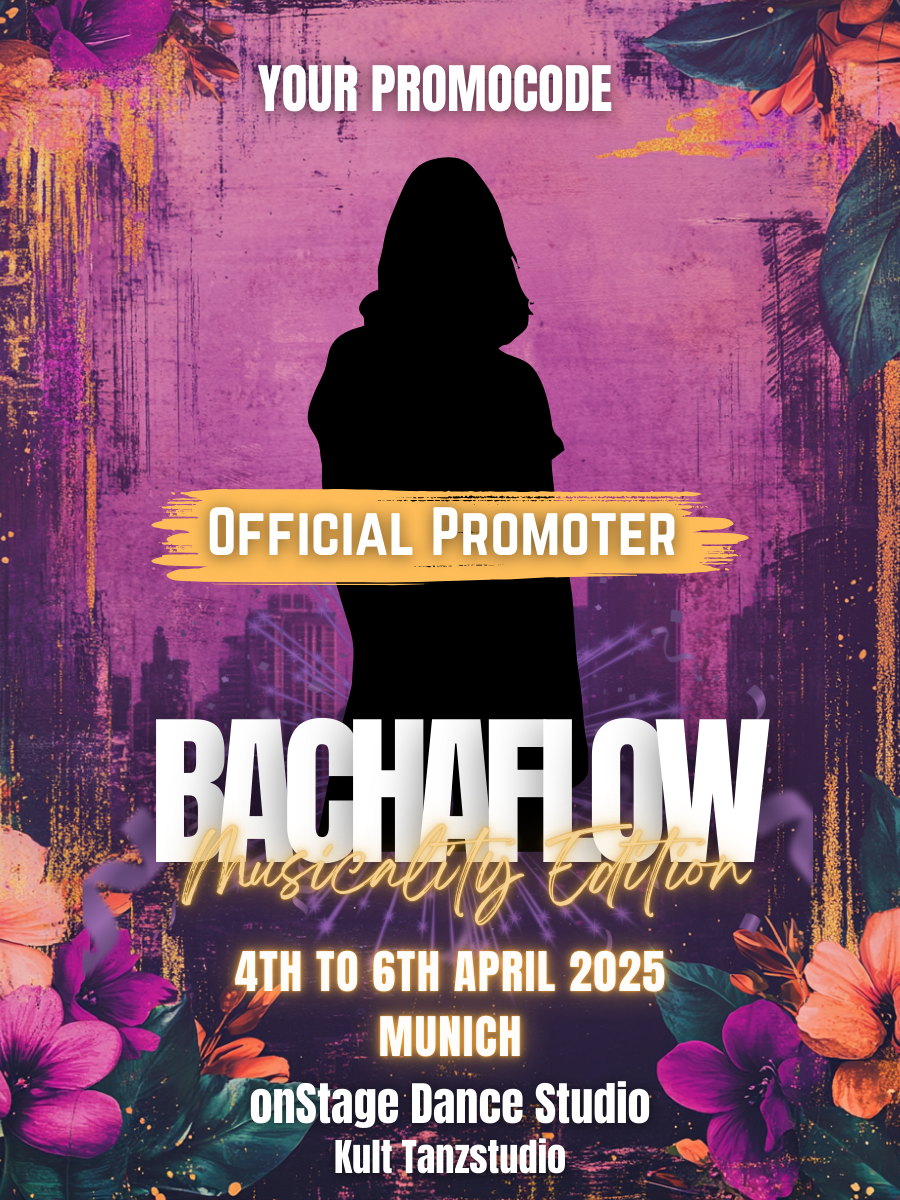 YOUR PROMOCODE
OFFICIAL PROMOTER
BACHAFLOW
Musicality Edition
4TH TO 6TH APRIL 2025
MUNICH
onStage Dance Studio
Kult Tanzstudio